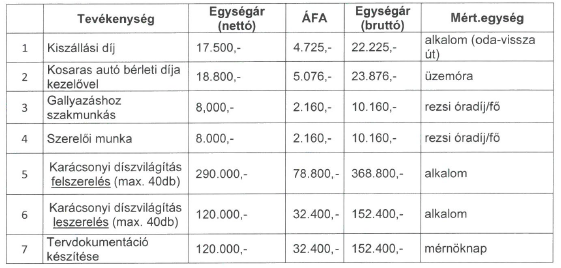 Tevékenység Egységár (nettó) ÁFA Egységár (bruttó) Mért.egység
1 Kiszállási díj 17.500,- 4.725,- 22.225,- alkalom (oda-vissza út)
2 Kosaras autó bérleti díja kezelővel 18.800,- 5.076,- 23.876,- üzemóra
3 Gallyazáshoz szakmunkás 8,000,- 2.160,- 10.160,- rezsi óradíj/fő
4 Szerelői munka 8.000,- 2.160,- 10.160,- rezsi óradíj/fő
5 Karácsonyi díszvilágítás felszerelés (max. 40db) 290.000,- 78.800,- 368.800,- alkalom
6 Karácsonyi díszvilágítás leszerelés (max. 40db) 120.000,- 32.400,- 152.400,- alkalom
7 Tervdokumentáció készítése 120.000,- 32.400,- 152.400,- mérnöknap